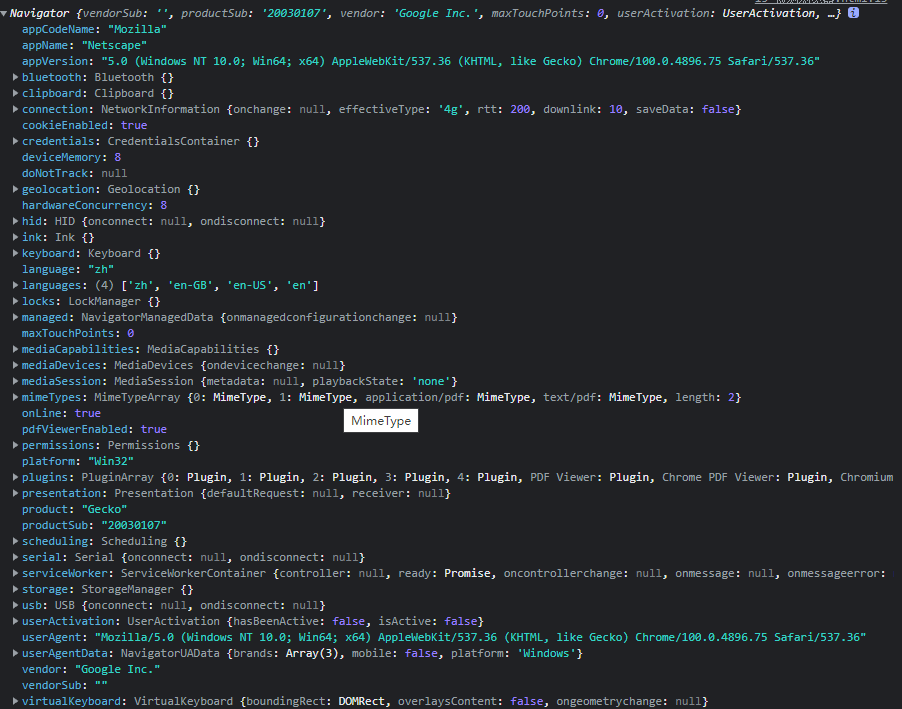 Navigator {vendorSub: '', productSub: '20030107', vendor: 'Google Inc.', maxTouchPoints: 0, userActivation: UserActivation, …}
appCodeName: "Mozilla"
appName: "Netscape"
appVersion: "5.0 (Windows NT 10.0; Win64; x64) AppleWebKit/537.36 (KHTML, like Gecko) Chrome/100.0.4896.75 Safari/537.36"
bluetooth: Bluetooth {}
clipboard: Clipboard {}
connection: NetworkInformation {onchange: null, effectiveType: '4g', rtt: 200, downlink: 10, saveData: false}
cookieEnabled: true
credentials: CredentialsContainer {}
deviceMemory: 8
doNotTrack: null
geolocation: Geolocation {}
hardwareConcurrency: 8
hid: HID {onconnect: null, ondisconnect: null}
ink: Ink {}
keyboard: Keyboard {}
language: "zh"
languages: (4) ['zh', 'en-GB', 'en-US', 'en']
locks: LockManager {}
managed: NavigatorManagedData {onmanagedconfigurationchange: null}
maxTouchPoints: 0
mediaCapabilities: MediaCapabilities {}
mediaDevices: MediaDevices {ondevicechange: null}
mediaSession: MediaSession {metadata: null, playbackState: 'none'}
mimeTypes: MimeTypeArray {0: MimeType, 1: MimeType, application/pdf: MimeType, text/pdf: MimeType, length: 2}
onLine: true
MimeType
pdfViewerEnabled: true
permissions: Permissions {}
platform: "Win32"
plugins: PluginArray {0: Plugin, 1: Plugin, 2: Plugin, 3: Plugin, 4: Plugin, PDF Viewer: Plugin, Chrome PDF Viewer: Plugin, Chromium
presentation: Presentation {defaultRequest: null, receiver: null}
product: "Gecko"
productSub: "20030107"
scheduling: Scheduling {}
serial: Serial {onconnect: null, ondisconnect: null}
serviceWorker: ServiceWorkerContainer {controller: null, ready: Promise, oncontrollerchange: null, onmessage: null, onmessageerror:
storage: StorageManager {}
usb: USB {onconnect: null, ondisconnect: null}
userActivation: UserActivation {hasBeenActive: false, isActive: false}
userAgent: "Mozilla/5.0 (Windows NT 10.0; Win64; x64) AppleWebKit/537.36 (KHTML, like Gecko) Chrome/100.0.4896.75 Safari/537.36"
userAgentData: NavigatorUAData {brands: Array(3), mobile: false, platform: 'Windows'}
vendor: "Google Inc."
vendorSub: ""
virtualKeyboard: VirtualKeyboard {boundingRect: DOMRect, overlaysContent: false, ongeometrychange: null}